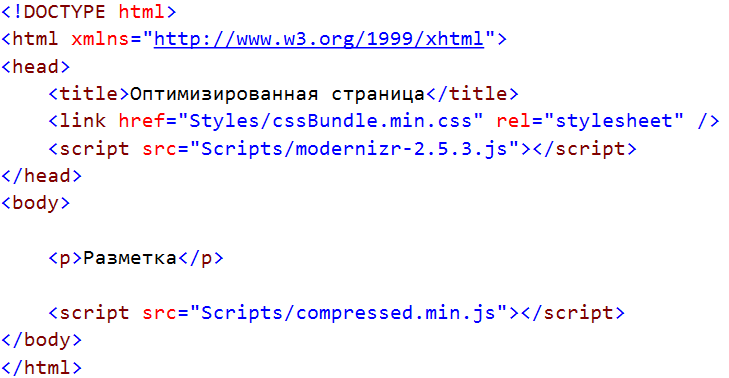 <!DOCTYPE html>
<html xmlns="http://www.w3.org/1999/xhtml">
<head>
    <title>Оптимизированная страница</title>
    <link href="Styles/cssBundle.min.css" rel="stylesheet" />
    <script src="Scripts/modernizr-2.5.3.js"></script>
</head>
<body>

    <p>Разметка</p>

    <script src="Scripts/compressed.min.js"></script>
</body>
</html>